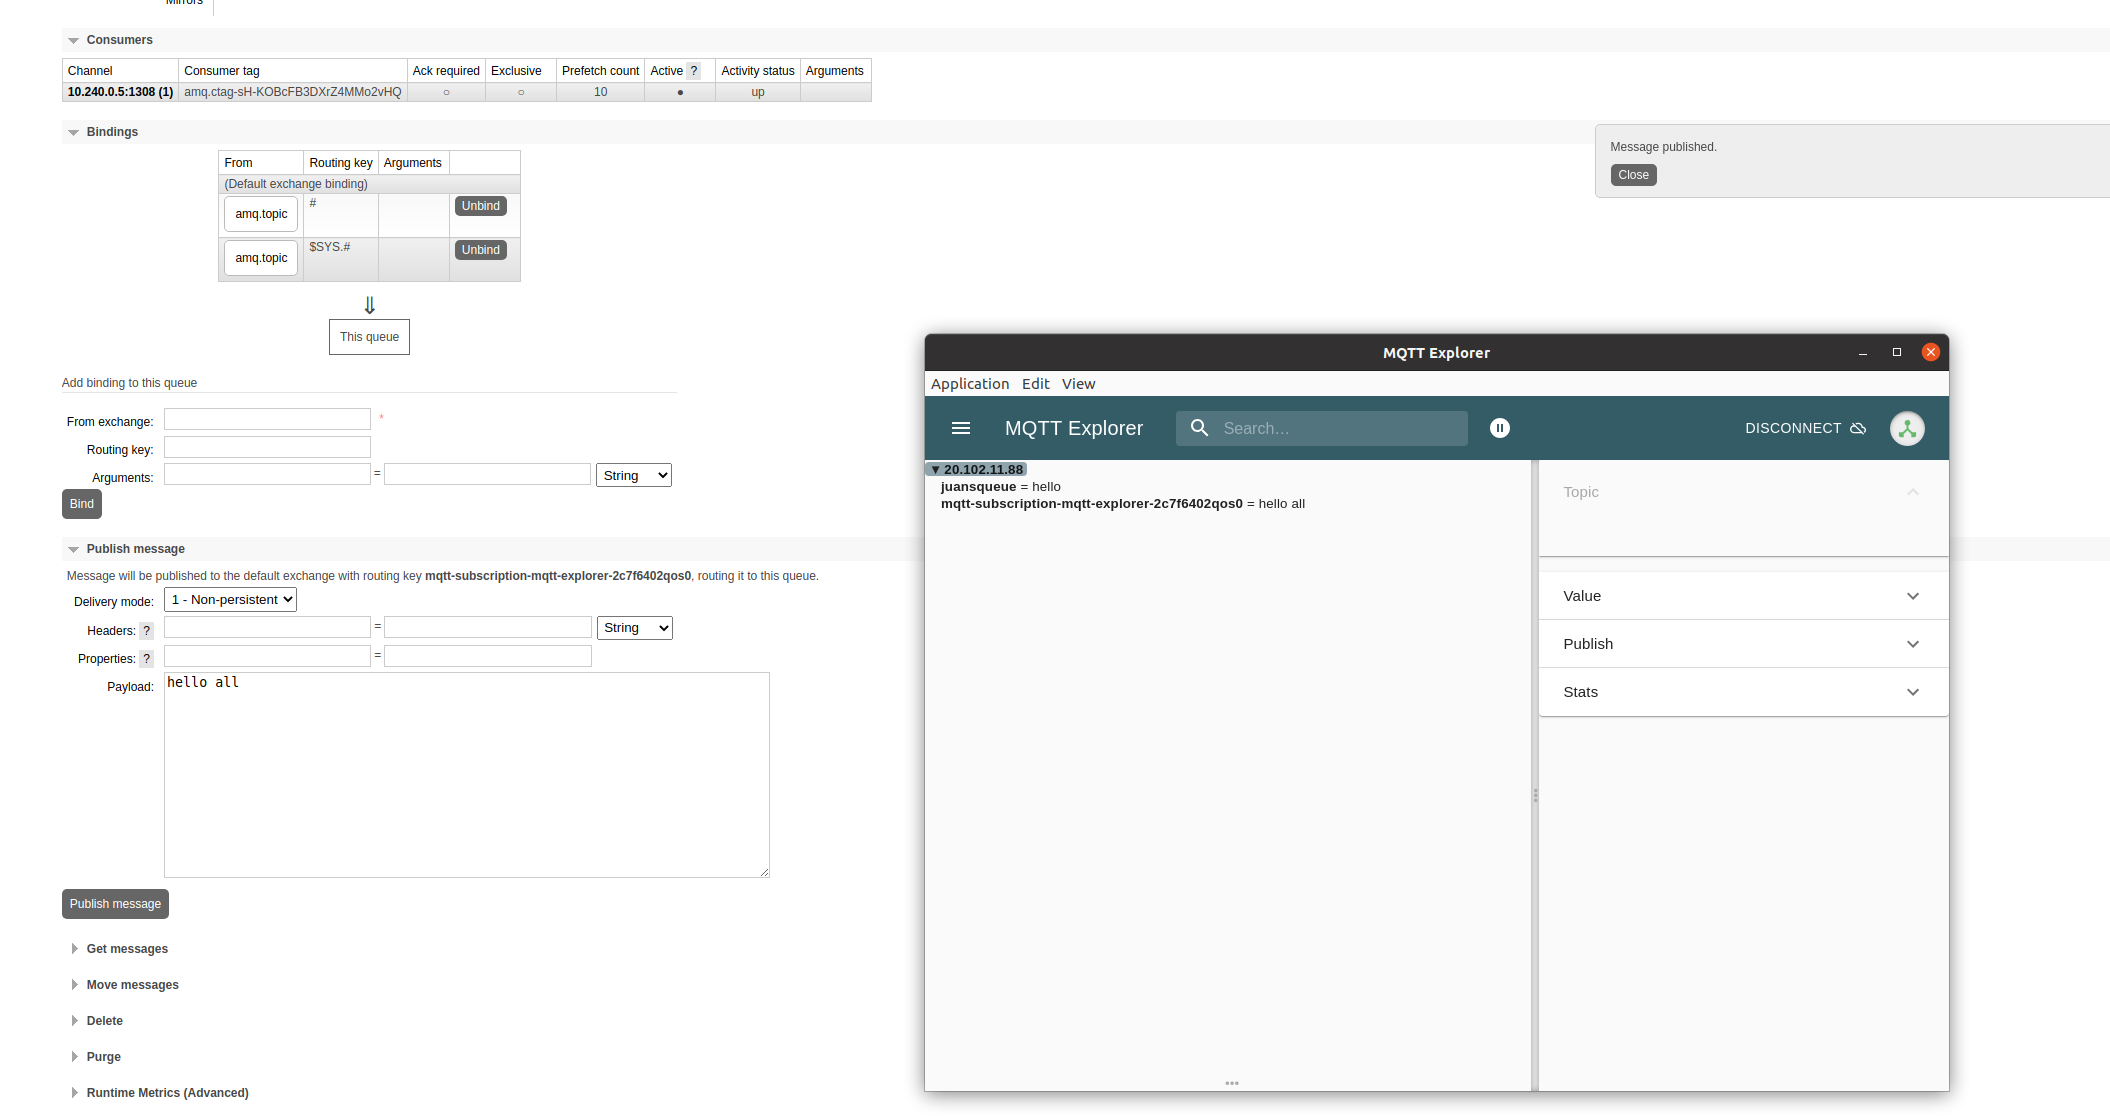 Mirrors
Consumers
Channel Consumer tag Ack required Exclusive Prefetch count Active ? Activity status Arguments
10.240.0.5:1308 (1) amq.ctag-sH-KOBcFB3DXrZ4MMo2vHQ ○ ○ 10 ● up
Bindings
From Routing key Arguments
(Default exchange binding)
amq.topic # Unbind
amq.topic $SYS.# Unbind
⇓
This queue
Message published.
Close
Add binding to this queue
From exchange: *
Routing key:
Arguments: = String
Bind
Publish message
Message will be published to the default exchange with routing key mqtt-subscription-mqtt-explorer-2c7f6402qos0, routing it to this queue.
Delivery mode: 1 - Non-persistent
Headers: ? = String
Properties: ? =
Payload: hello all
Publish message
Get messages
Move messages
Delete
Purge
Runtime Metrics (Advanced)
MQTT Explorer
Application Edit View
MQTT Explorer Search... DISCONNECT
▼ 20.102.11.88
juansqueue = hello
mqtt-subscription-mqtt-explorer-2c7f6402qos0 = hello all
Topic
Value
Publish
Stats